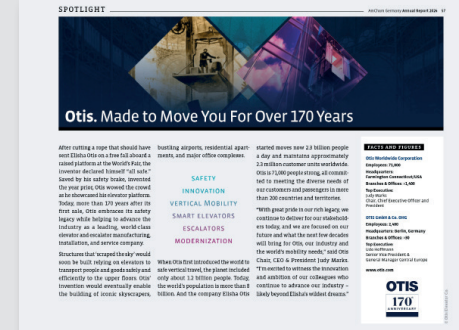 SPOTLIGHT
AmCham Germany Annual Report 2024 57
Otis. Made to Move You For Over 170 Years
After cutting a rope that should have
sent Elisha Otis on a free fall aboard a
raised platform at the World's Fair, the
inventor declared himself "all safe."
Saved by his safety brake, invented
the year prior, Otis wowed the crowd
as he showcased his elevator platform.
Today, more than 170 years after its
first sale, Otis embraces its safety
legacy while helping to advance the
industry as a leading, world-class
elevator and escalator manufacturing,
installation, and service company.
Structures that 'scraped the sky' would
soon be built relying on elevators to
transport people and goods safely and
efficiently to the upper floors. Otis'
invention would eventually enable
the building of iconic skyscrapers,
bustling airports, residential apart-
ments, and major office complexes.
SAFETY
INNOVATION
VERTICAL MOBILITY
SMART ELEVATORS
ESCALATORS
MODERNIZATION
When Otis first introduced the world to
safe vertical travel, the planet included
only about 1.2 billion people. Today,
the world's population is more than 8
billion. And the company Elisha Otis
started moves now 2.3 billion people
a day and maintains approximately
2.3 million customer units worldwide.
Otis is 71,000 people strong, all commit-
ted to meeting the diverse needs of
our customers and passengers in more
than 200 countries and territories.
"With great pride in our rich legacy, we
continue to deliver for our stakehold-
ers today, and we are focused on our
future and what the next few decades
will bring for Otis, our industry and
the world's mobility needs," said Otis
Chair, CEO & President Judy Marks.
"I'm excited to witness the innovation
and ambition of our colleagues who
continue to advance our industry –
likely beyond Elisha's wildest dreams."
FACTS AND FIGURES
Otis Worldwide Corporation
Employees: 71,000
Headquarters:
Farmington Connecticut/USA
Branches & Offices: ~1,400
Top Executive
Judy Marks
Chair, Chief Executive Officer and
President
OTIS GMBH & Co. OHG
Headquarters: Berlin, Germany
Top Executive
Senior Vice President &
General Manager Central Europe
www.otis.com
OTIS
170
ANNIVERSARY